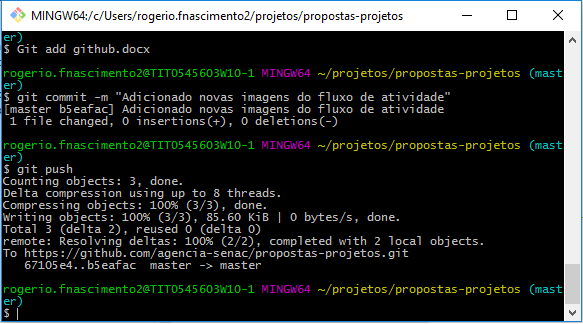 MINGW64:/c/Users/rogerio.fnascimento2/projetos/propostas-projetos
er)
$ Git add github.docx
rogerio.fnascimento2@TIT0545603W10-1 MINGW64 ~/projetos/propostas-projetos (mast
er)
$ git commit -m "Adicionado novas imagens do fluxo de atividade"
[master b5eafac] Adicionado novas imagens do fluxo de atividade
 1 file changed, 0 insertions(+), 0 deletions(-)
rogerio.fnascimento2@TIT0545603W10-1 MINGW64 ~/projetos/propostas-projetos (mast
er)
$ git push
Counting objects: 3, done.
Delta compression using up to 8 threads.
Compressing objects: 100% (3/3), done.
Writing objects: 100% (3/3), 85.60 KiB | 0 bytes/s, done.
Total 3 (delta 2), reused 0 (delta 0)
remote: Resolving deltas: 100% (2/2), completed with 2 local objects.
To https://github.com/agencia-senac/propostas-projetos.git
   67105e4..b5eafac  master -> master
rogerio.fnascimento2@TIT0545603W10-1 MINGW64 ~/projetos/propostas-projetos (mast
er)
$